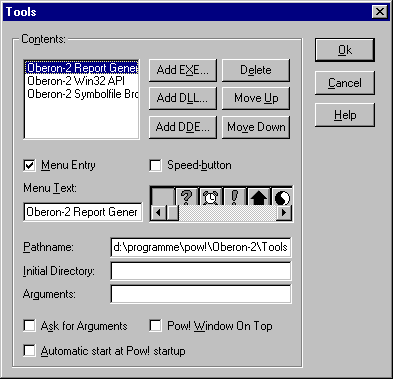 Tools
Contents:
Oberon-2 Report Gener
Oberon-2 Win32 API
Oberon-2 Symbolfile Bro
Add EXE...
Delete
Add DLL...
Move Up
Add DDE...
Move Down
Ok
Cancel
Help
Menu Entry
Speed-button
Menu Text:
Oberon-2 Report Gener
Pathname:
d:\programme\pow!\Oberon-2\Tools
Initial Directory:
Arguments:
Ask for Arguments
Pow! Window On Top
Automatic start at Pow! startup